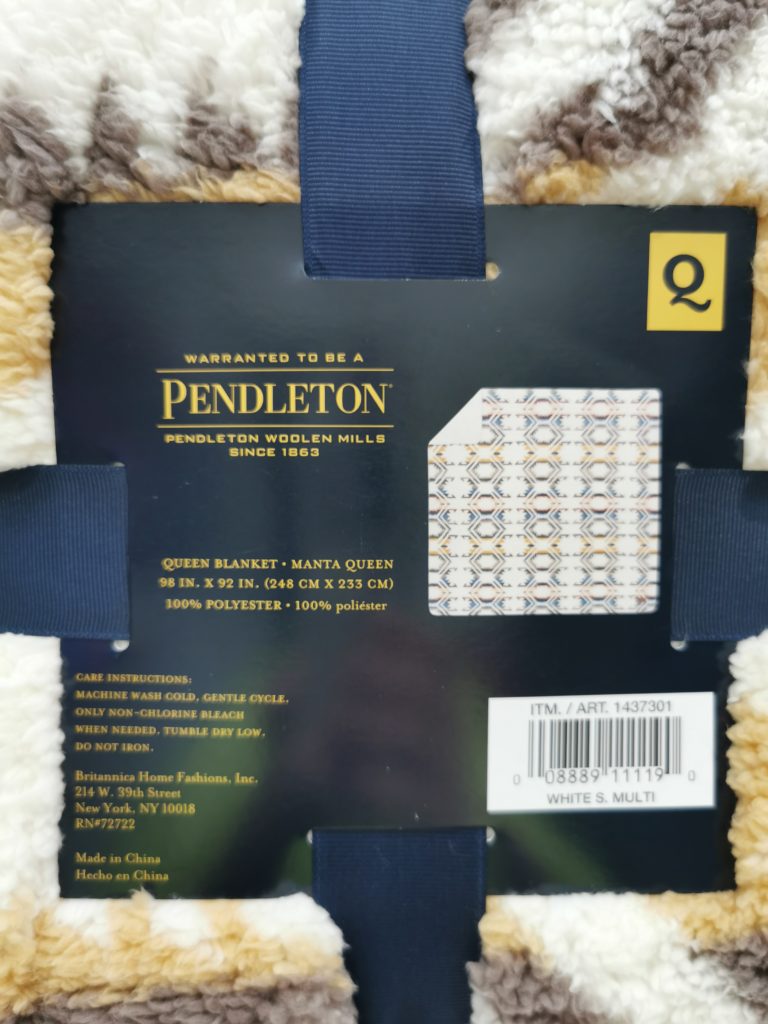 Q
WARRANTED TO BE A
PENDLETON®
PENDLETON WOOLEN MILLS
SINCE 1863
QUEEN BLANKET • MANTA QUEEN
98 IN. X 92 IN. (248 CM X 233 CM)
100% POLYESTER • 100% poliéster
CARE INSTRUCTIONS:
MACHINE WASH COLD, GENTLE CYCLE,
ONLY NON-CHLORINE BLEACH
WHEN NEEDED, TUMBLE DRY LOW,
DO NOT IRON.
Britannica Home Fashions, Inc.
214 W. 39th Street
New York, NY 10018
RN#72722
Made in China
Hecho en China
ITM. / ART. 1437301
0 08889 11119 0
WHITE S. MULTI